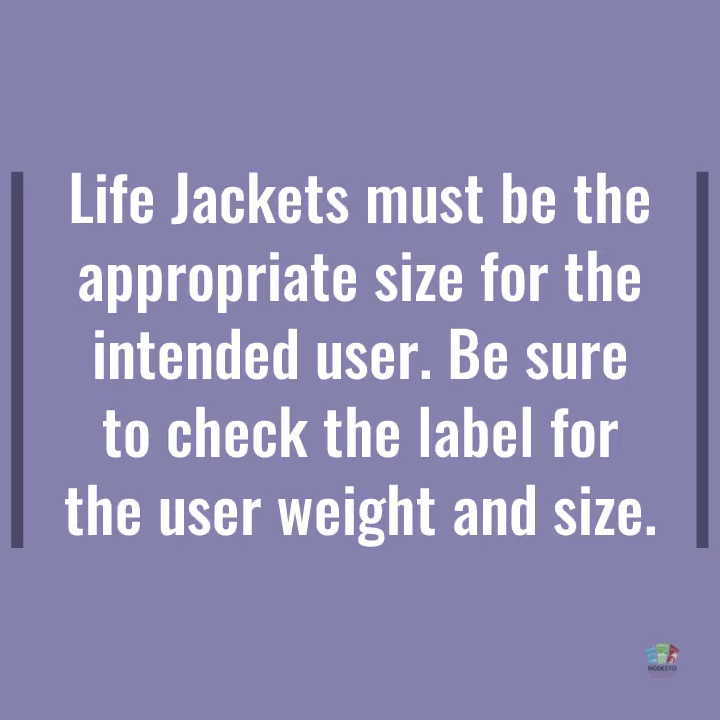 Life Jackets must be the
appropriate size for the
intended user. Be sure
to check the label for
the user weight and size.
MODESTO